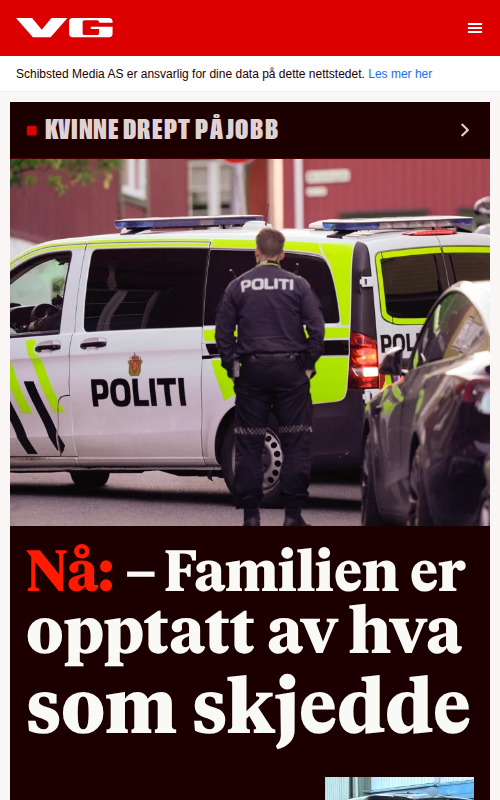 VG
Schibsted Media AS er ansvarlig for dine data på dette nettstedet. Les mer her
KVINNE DREPT PÅ JOBB
POLITI
POLITI
POLI
Nå: – Familien er
opptatt av hva
som skjedde